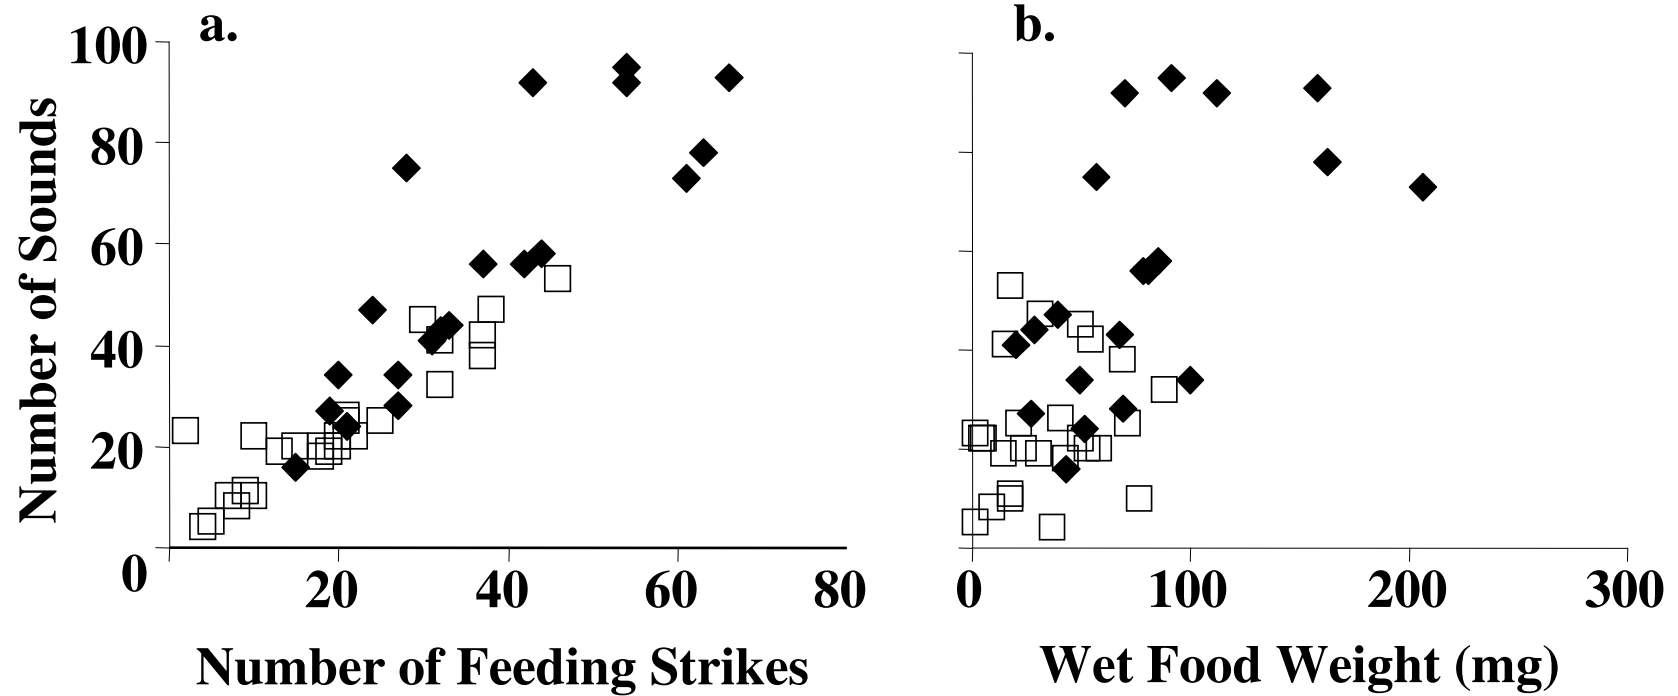 a.
b.
100
80
60
40
20
0
Number of Sounds
20 40 60 80
0 100 200 300
Number of Feeding Strikes
Wet Food Weight (mg)